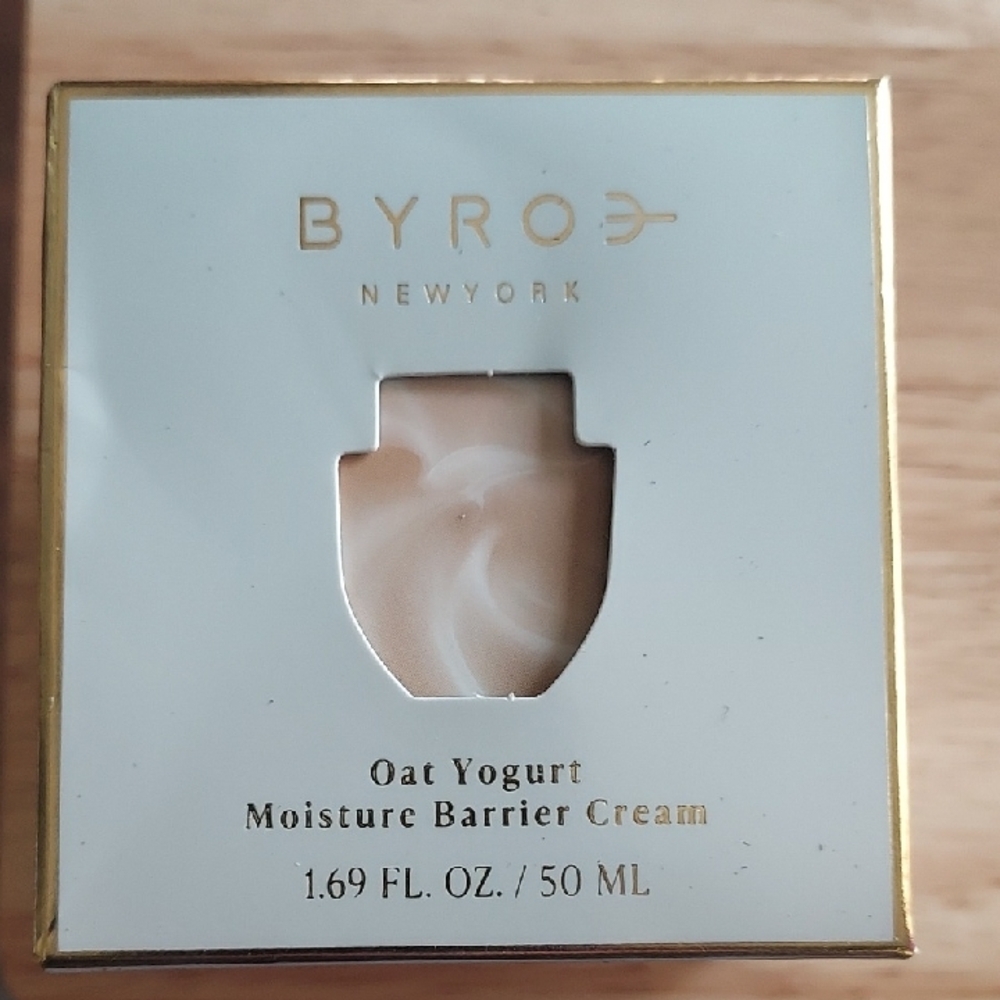 BYROE
NEWYORK
Oat Yogurt
Moisture Barrier Cream
1.69 FL. OZ. / 50 ML